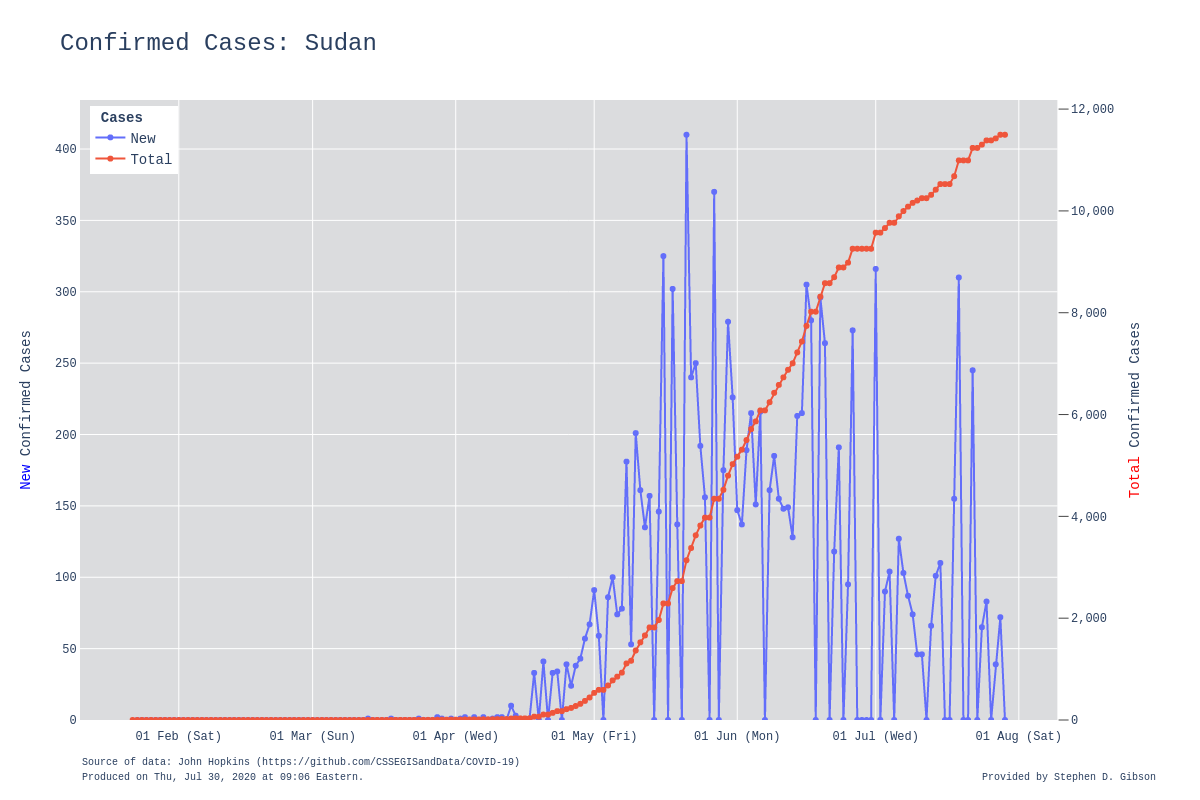 Confirmed Cases: Sudan
Cases
New
Total
400
350
300
250
200
150
100
50
0
12,000
10,000
8,000
6,000
4,000
2,000
0
New Confirmed Cases
Total Confirmed Cases
01 Feb (Sat) 01 Mar (Sun) 01 Apr (Wed) 01 May (Fri) 01 Jun (Mon) 01 Jul (Wed) 01 Aug (Sat)
Source of data: John Hopkins (https://github.com/CSSEGISandData/COVID-19)
Produced on Thu, Jul 30, 2020 at 09:06 Eastern.
Provided by Stephen D. Gibson